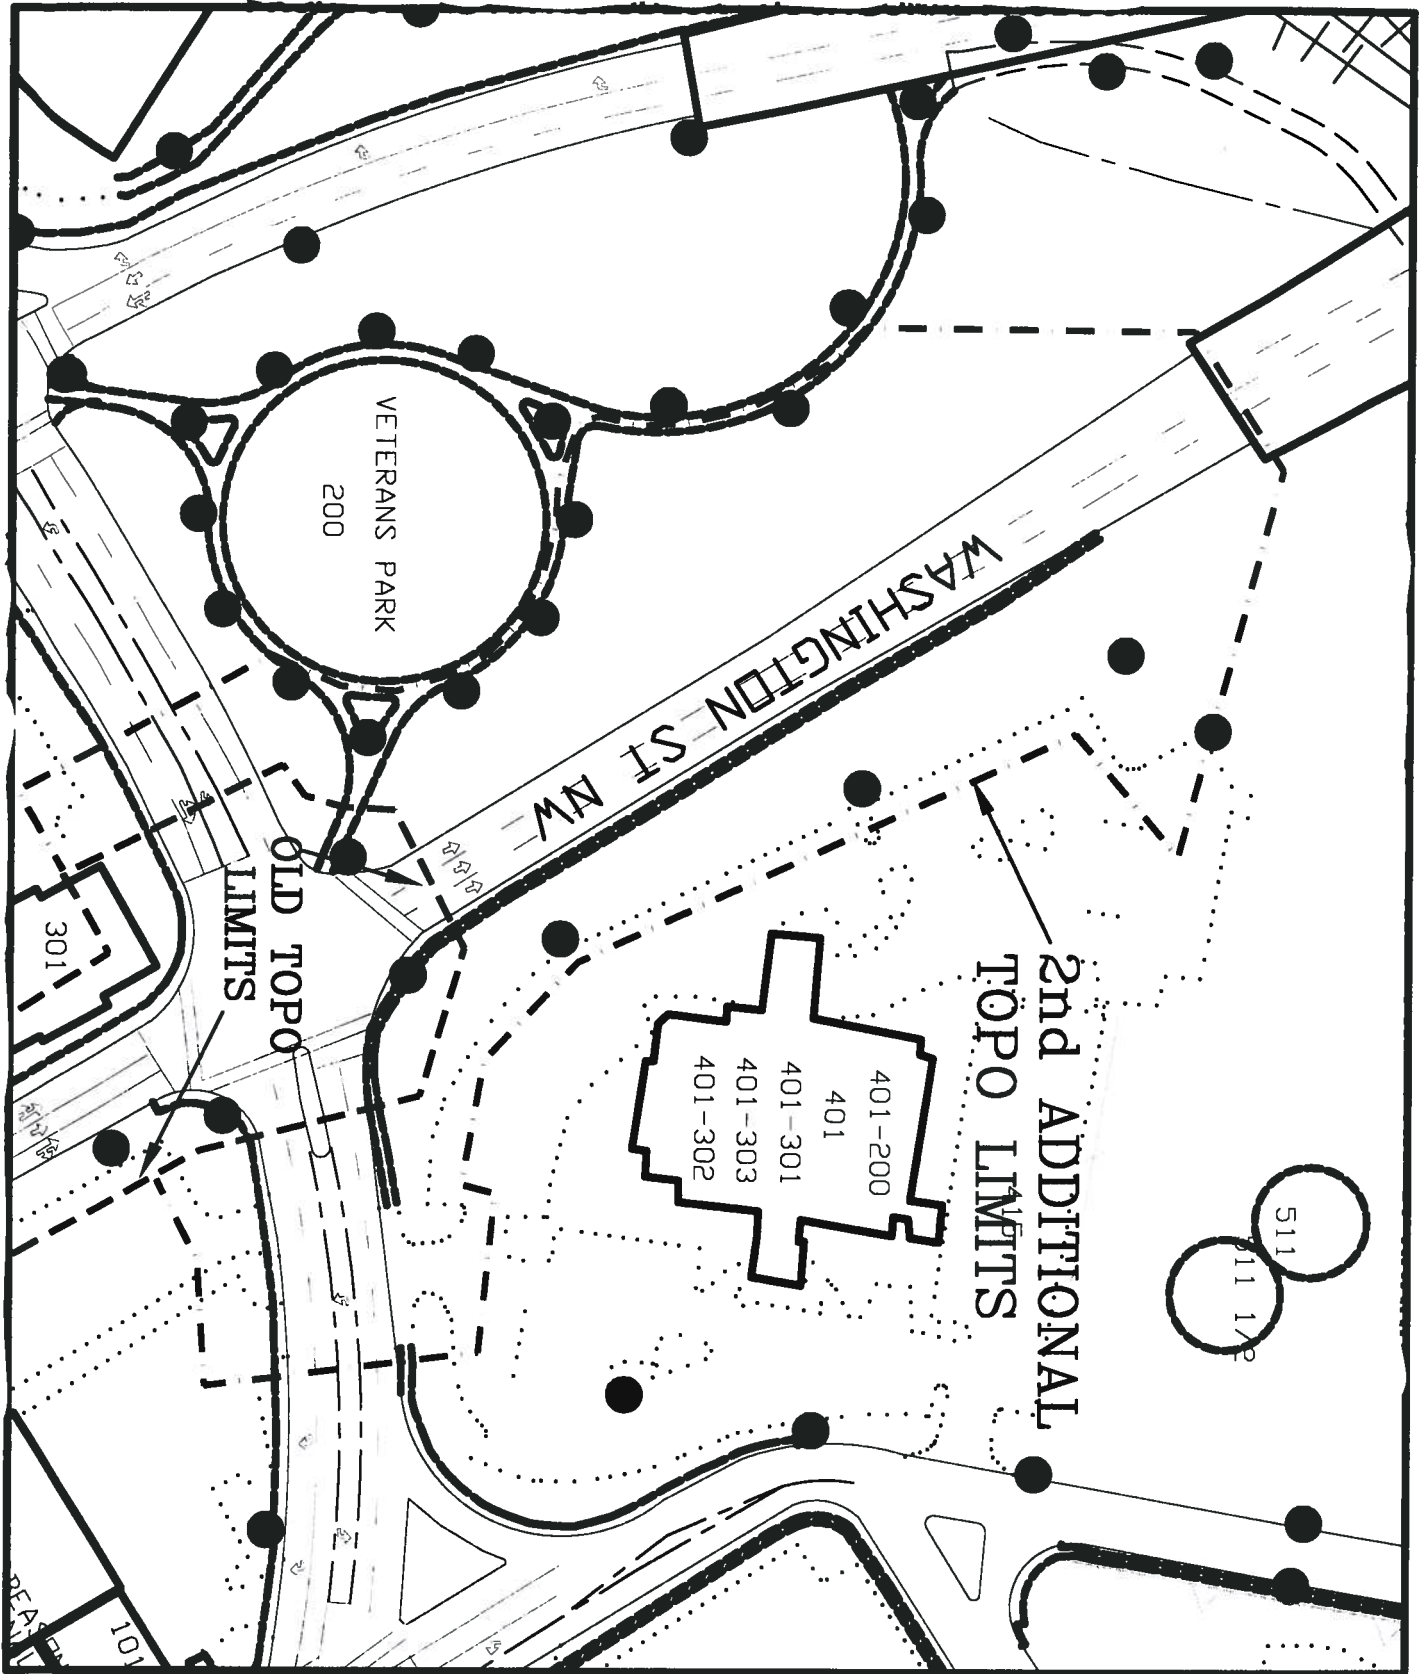 VETERANS PARK
200
WASHINGTON ST NW
OLD TOPO
LIMITS
2nd ADDITIONAL
TOPO LIMITS
301
401-200
401
401-301
401-303
401-302
511
511 1/2
101